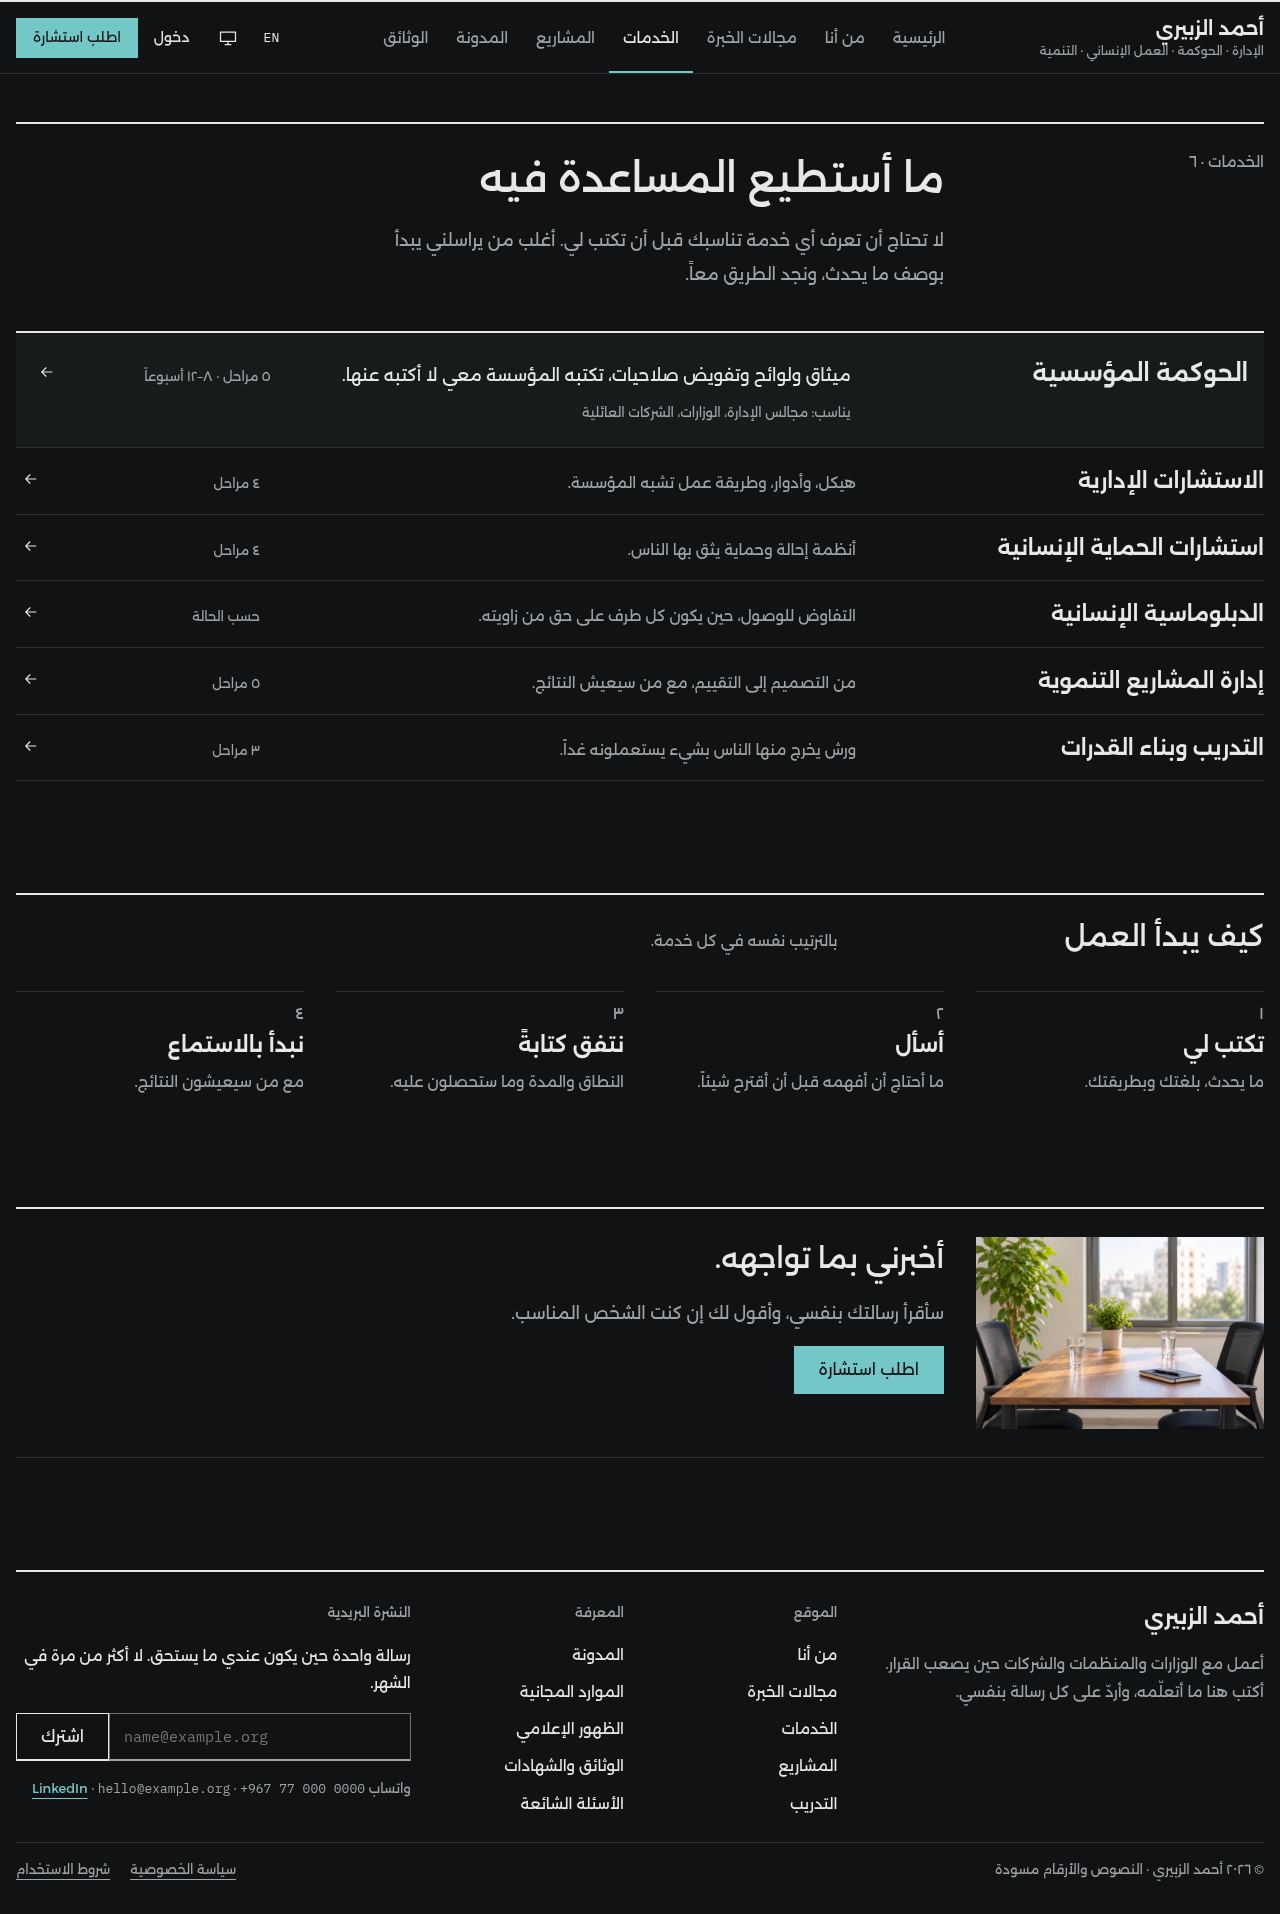 أحمد الزبيري
الإدارة · الحوكمة · العمل الإنساني · التنمية
الرئيسية
من أنا
مجالات الخبرة
الخدمات
المشاريع
المدونة
الوثائق
EN
دخول
اطلب استشارة
الخدمات · ٦
ما أستطيع المساعدة فيه
لا تحتاج أن تعرف أي خدمة تناسبك قبل أن تكتب لي. أغلب من يراسلني يبدأ
بوصف ما يحدث، ونجد الطريق معاً.
الحوكمة المؤسسية
ميثاق ولوائح وتفويض صلاحيات، تكتبه المؤسسة معي لا أكتبه عنها.
٥ مراحل · ٨–١٢ أسبوعاً
←
يناسب: مجالس الإدارة، الوزارات، الشركات العائلية
الاستشارات الإدارية
هيكل، وأدوار، وطريقة عمل تشبه المؤسسة.
٤ مراحل
←
استشارات الحماية الإنسانية
أنظمة إحالة وحماية يثق بها الناس.
٤ مراحل
←
الدبلوماسية الإنسانية
التفاوض للوصول، حين يكون كل طرف على حق من زاويته.
حسب الحالة
←
إدارة المشاريع التنموية
من التصميم إلى التقييم، مع من سيعيش النتائج.
٥ مراحل
←
التدريب وبناء القدرات
ورش يخرج منها الناس بشيء يستعملونه غداً.
٣ مراحل
←
كيف يبدأ العمل
بالترتيب نفسه في كل خدمة.
١
تكتب لي
ما يحدث، بلغتك وبطريقتك.
٢
أسأل
ما أحتاج أن أفهمه قبل أن أقترح شيئاً.
٣
نتفق كتابةً
النطاق والمدة وما ستحصلون عليه.
٤
نبدأ بالاستماع
مع من سيعيشون النتائج.
أخبرني بما تواجهه.
سأقرأ رسالتك بنفسي، وأقول لك إن كنت الشخص المناسب.
اطلب استشارة
أحمد الزبيري
أعمل مع الوزارات والمنظمات والشركات حين يصعب القرار.
أكتب هنا ما أتعلّمه، وأردّ على كل رسالة بنفسي.
الموقع
من أنا
مجالات الخبرة
الخدمات
المشاريع
التدريب
المعرفة
المدونة
الموارد المجانية
الظهور الإعلامي
الوثائق والشهادات
الأسئلة الشائعة
النشرة البريدية
رسالة واحدة حين يكون عندي ما يستحق. لا أكثر من مرة في
الشهر.
name@example.org
اشترك
واتساب +967 77 000 0000 · hello@example.org · LinkedIn
© ٢٠٢٦ أحمد الزبيري · النصوص والأرقام مسودة
سياسة الخصوصية
شروط الاستخدام